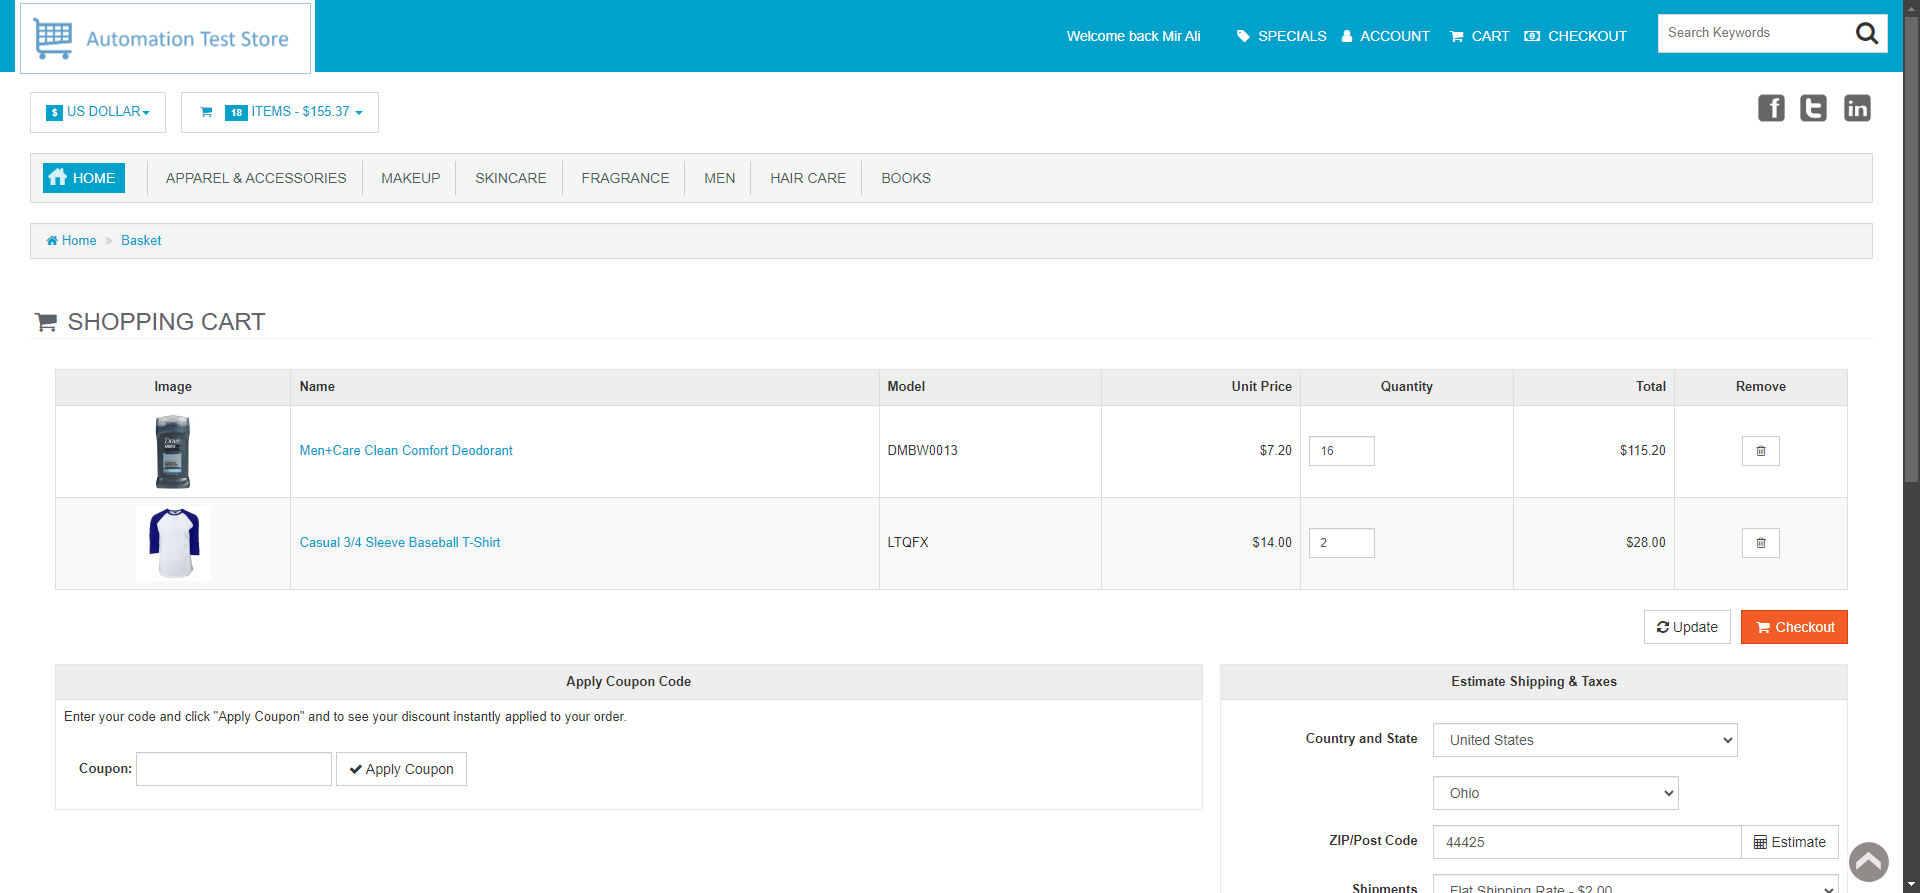 Automation Test Store
Welcome back Mir Ali
SPECIALS
ACCOUNT
CART
CHECKOUT
Search Keywords
$ US DOLLAR
18 ITEMS - $155.37
HOME
APPAREL & ACCESSORIES
MAKEUP
SKINCARE
FRAGRANCE
MEN
HAIR CARE
BOOKS
Home » Basket
SHOPPING CART
Image Name Model Unit Price Quantity Total Remove
Men+Care Clean Comfort Deodorant DMBW0013 $7.20 16 $115.20
Casual 3/4 Sleeve Baseball T-Shirt LTQFX $14.00 2 $28.00
Update
Checkout
Apply Coupon Code
Enter your code and click "Apply Coupon" and to see your discount instantly applied to your order.
Coupon: Apply Coupon
Estimate Shipping & Taxes
Country and State United States
Ohio
ZIP/Post Code 44425 Estimate
Shipments Flat Shipping Rate - $2.00